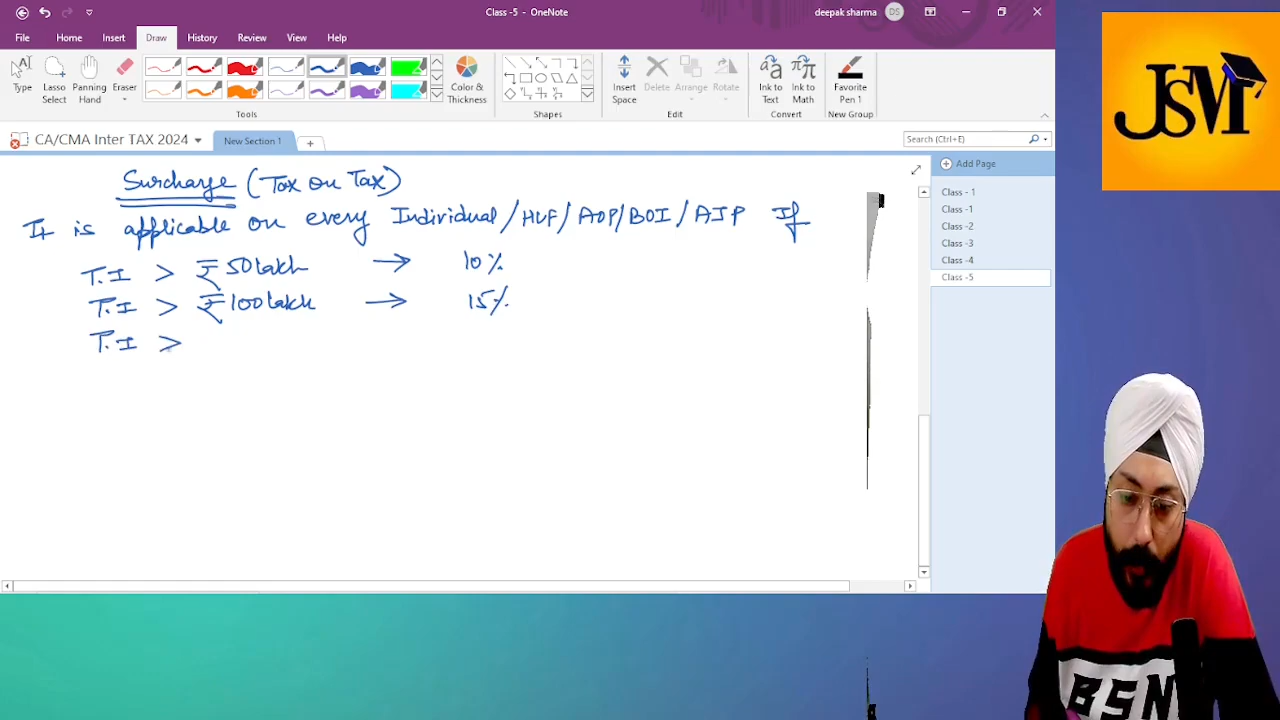 Class -5 - OneNote
deepak sharma DS
File Home Insert Draw History Review View Help
Type Lasso Select Panning Hand Eraser Color & Thickness Insert Space Delete Arrange Rotate Ink to Text Ink to Math Favorite Pen 1
Tools Shapes Edit Convert New Group
CA/CMA Inter TAX 2024 New Section 1 + Search (Ctrl+E)
Add Page
Class - 1
Class -1
Class -2
Class -3
Class -4
Class -5
Surcharge (Tax on Tax)
It is applicable on every Individual/HUF/AOP/BOI/AJP If
T.I > ₹ 50 lakh → 10%
T.I > ₹ 100 lakh → 15%
T.I >
JSM
BSN